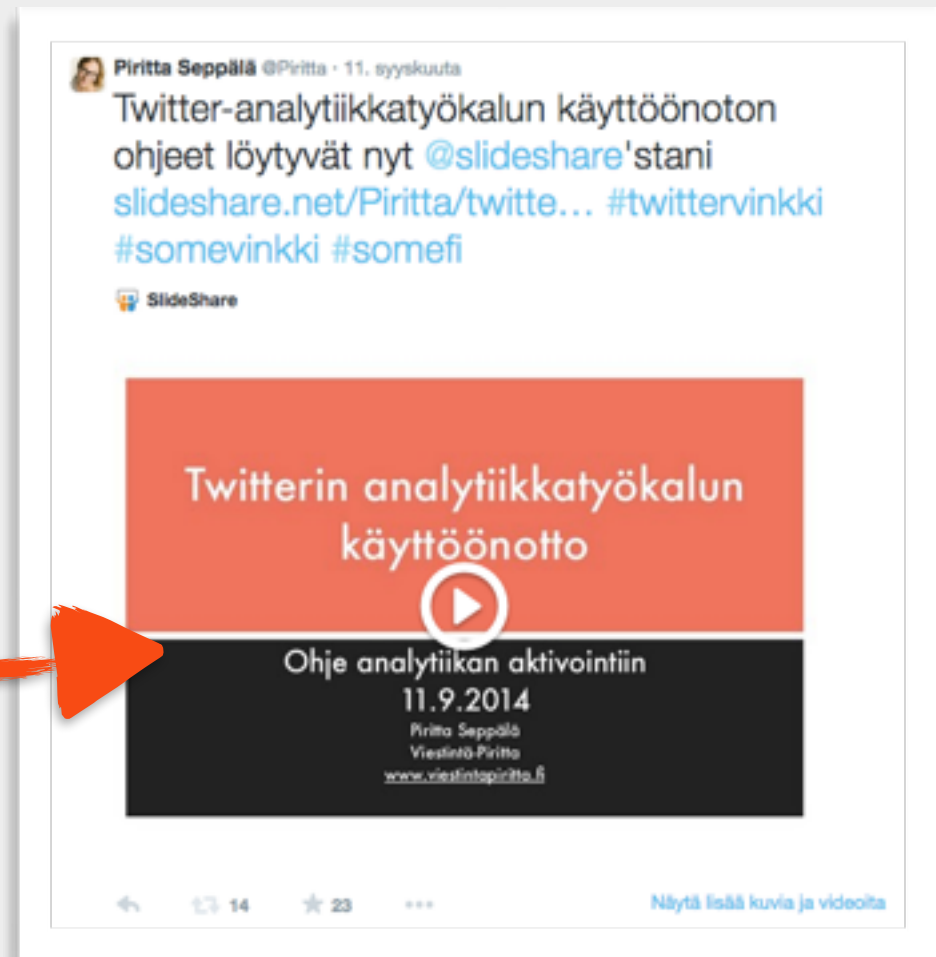 Piritta Seppälä @Piritta · 11. syyskuuta
Twitter-analytiikkatyökalun käyttöönoton
ohjeet löytyvät nyt @slideshare'stani
slideshare.net/Piritta/twitte… #twittervinkki
#somevinkki #somefi
SlideShare
Twitterin analytiikkatyökalun
käyttöönotto
Ohje analytiikan aktivointiin
11.9.2014
Piritta Seppälä
Viestintä-Piritta
www.viestintapiritta.fi
14 23 Näytä lisää kuvia ja videoita